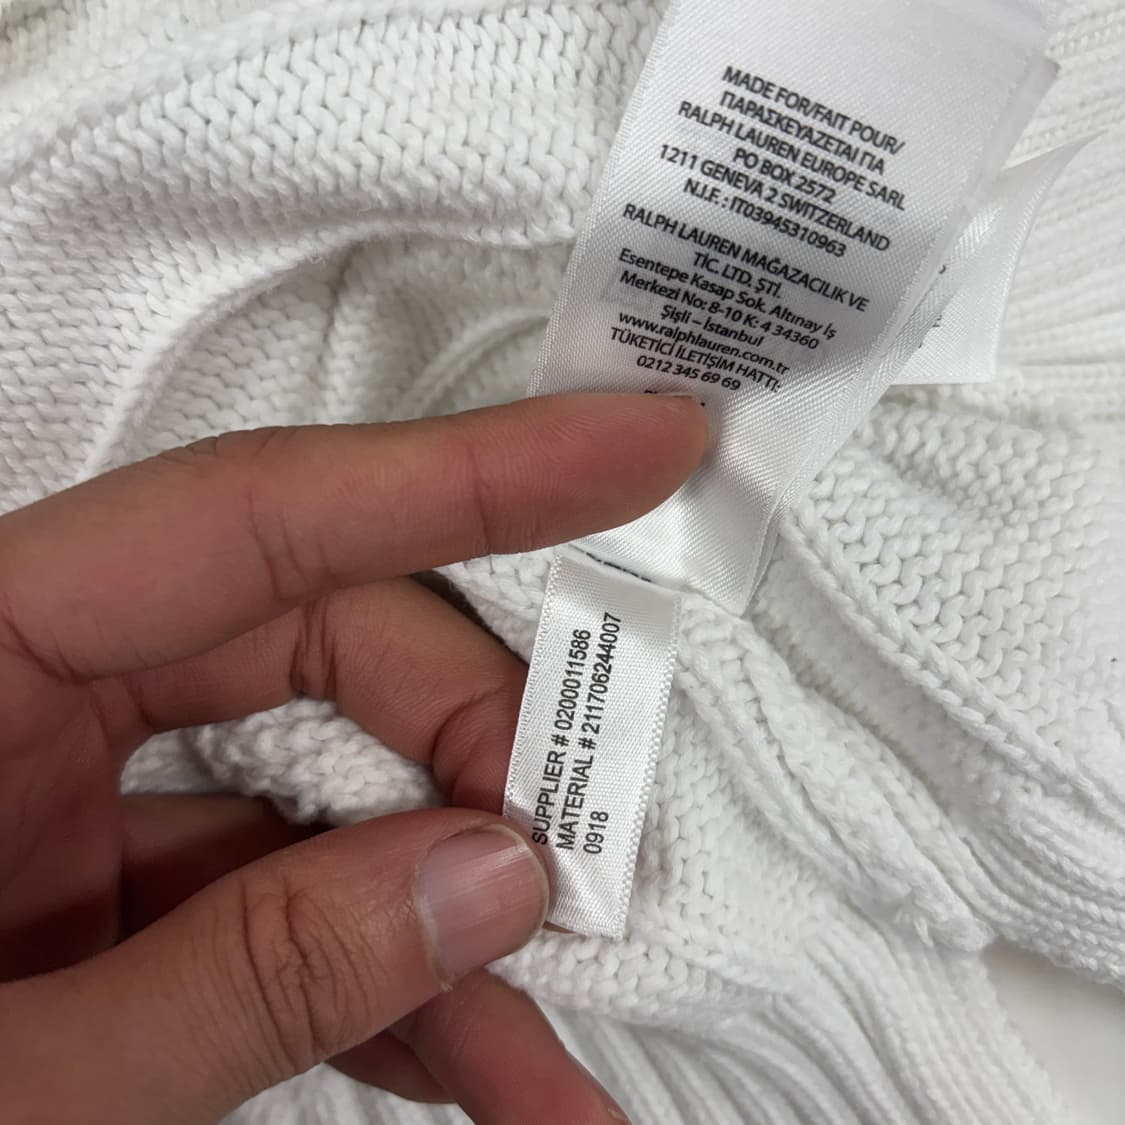 MADE FOR/FAIT POUR/
ΠΑΡΑΣΚΕΥΑΖΕΤΑΙ ΓΙΑ
RALPH LAUREN EUROPE SARL
PO BOX 2572
1211 GENEVA 2 SWITZERLAND
N.I.F. : IT03945310963
RALPH LAUREN MAĞAZACILIK VE
TİC. LTD. ŞTİ.
Esentepe Kasap Sok. Altınay İş
Merkezi No: 8-10 K: 4 34360
Şişli – İstanbul
www.ralphlauren.com.tr
TÜKETİCİ İLETİŞİM HATTI:
0212 345 69 69
SUPPLIER # 0200011586
MATERIAL # 211706244007
0918